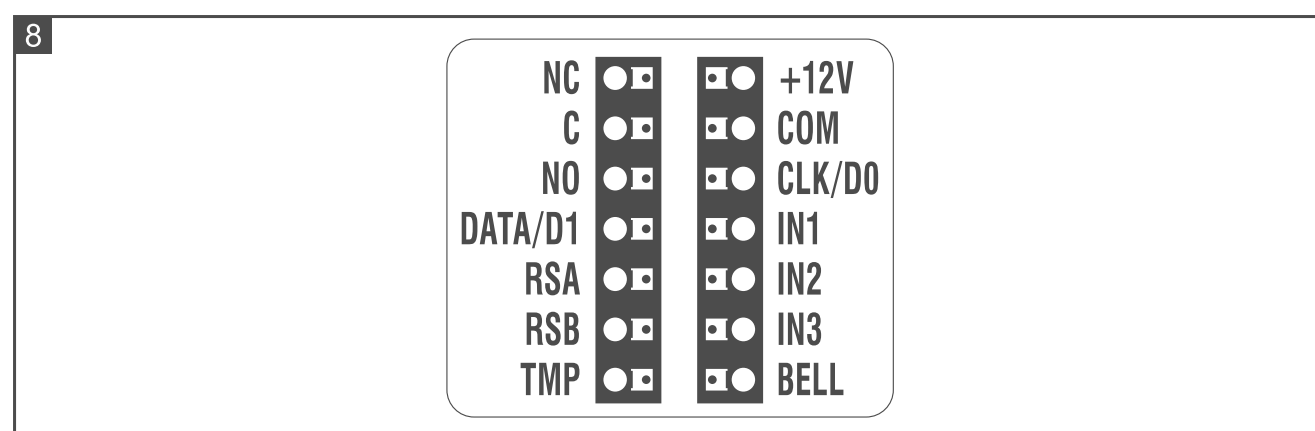 8
NC +12V
C COM
NO CLK/D0
DATA/D1 IN1
RSA IN2
RSB IN3
TMP BELL